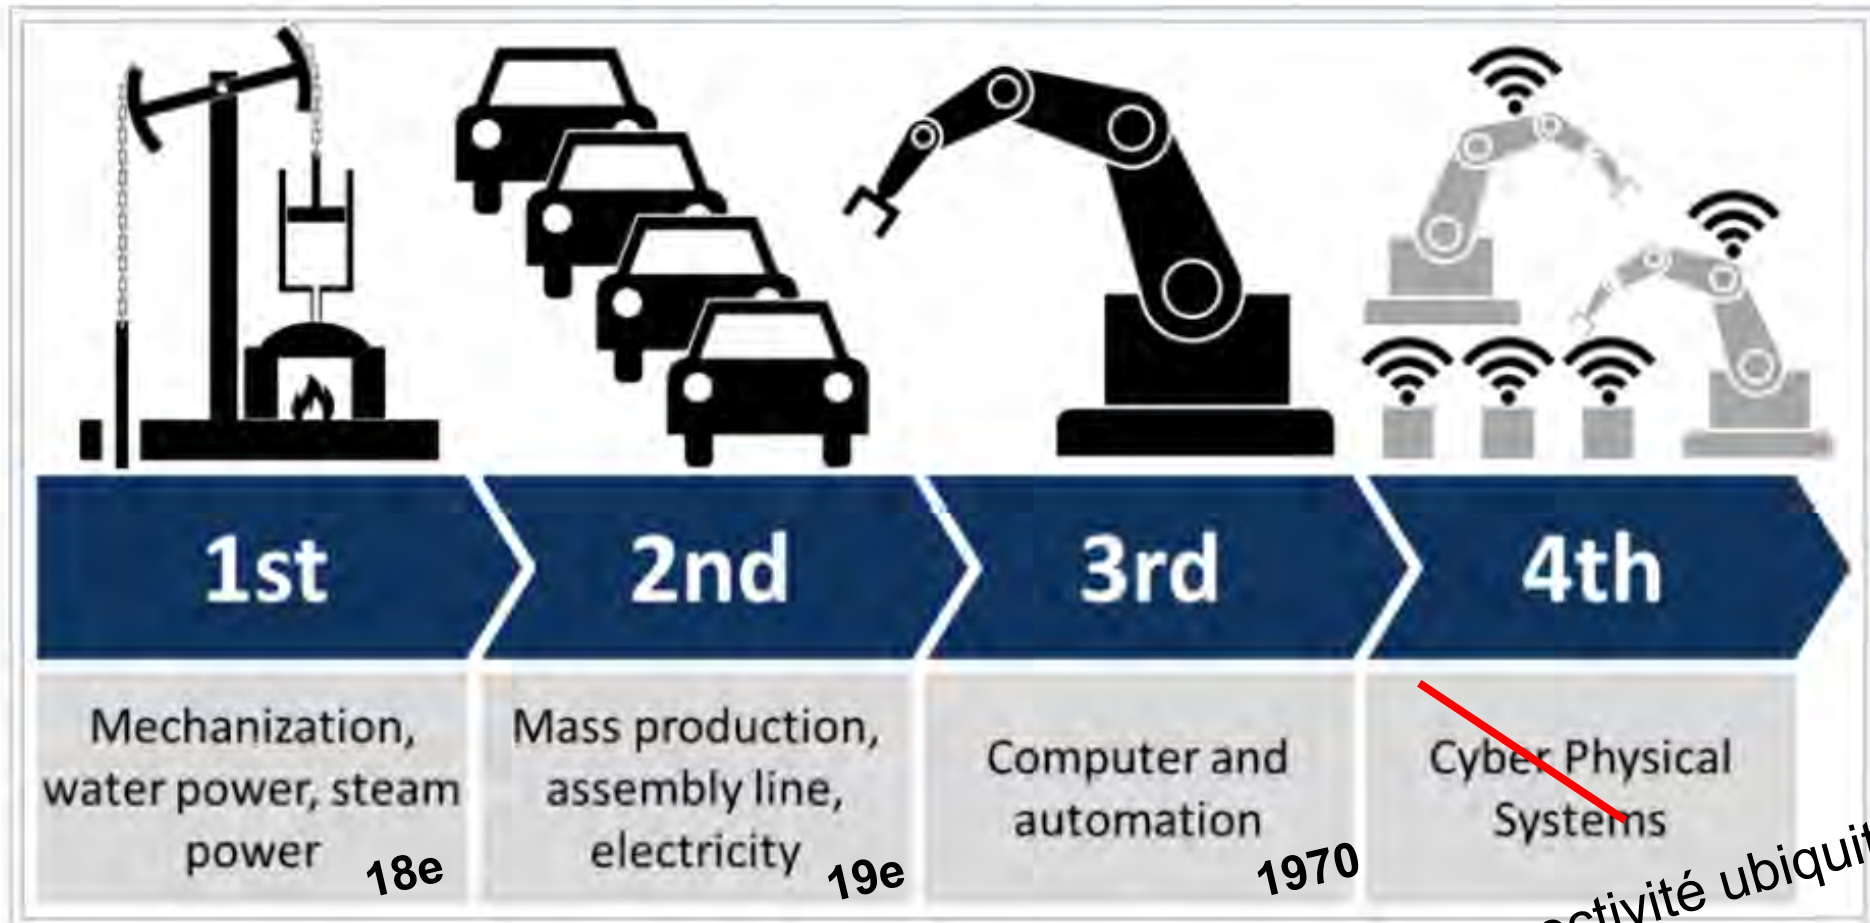 1st
2nd
3rd
4th
Mechanization,
water power, steam
power
18e
Mass production,
assembly line,
electricity
19e
Computer and
automation
1970
Cyber Physical
Systems